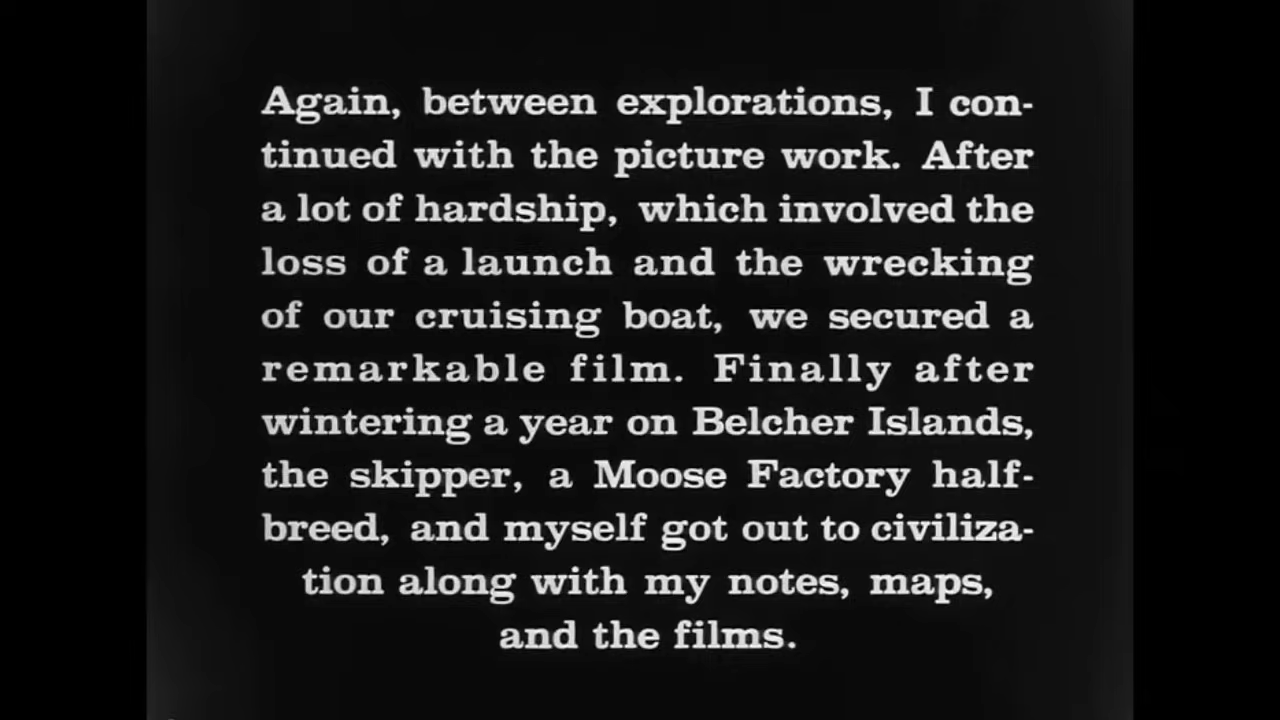 Again, between explorations, I con-
tinued with the picture work. After
a lot of hardship, which involved the
loss of a launch and the wrecking
of our cruising boat, we secured a
remarkable film. Finally after
wintering a year on Belcher Islands,
the skipper, a Moose Factory half-
breed, and myself got out to civiliza-
tion along with my notes, maps,
and the films.